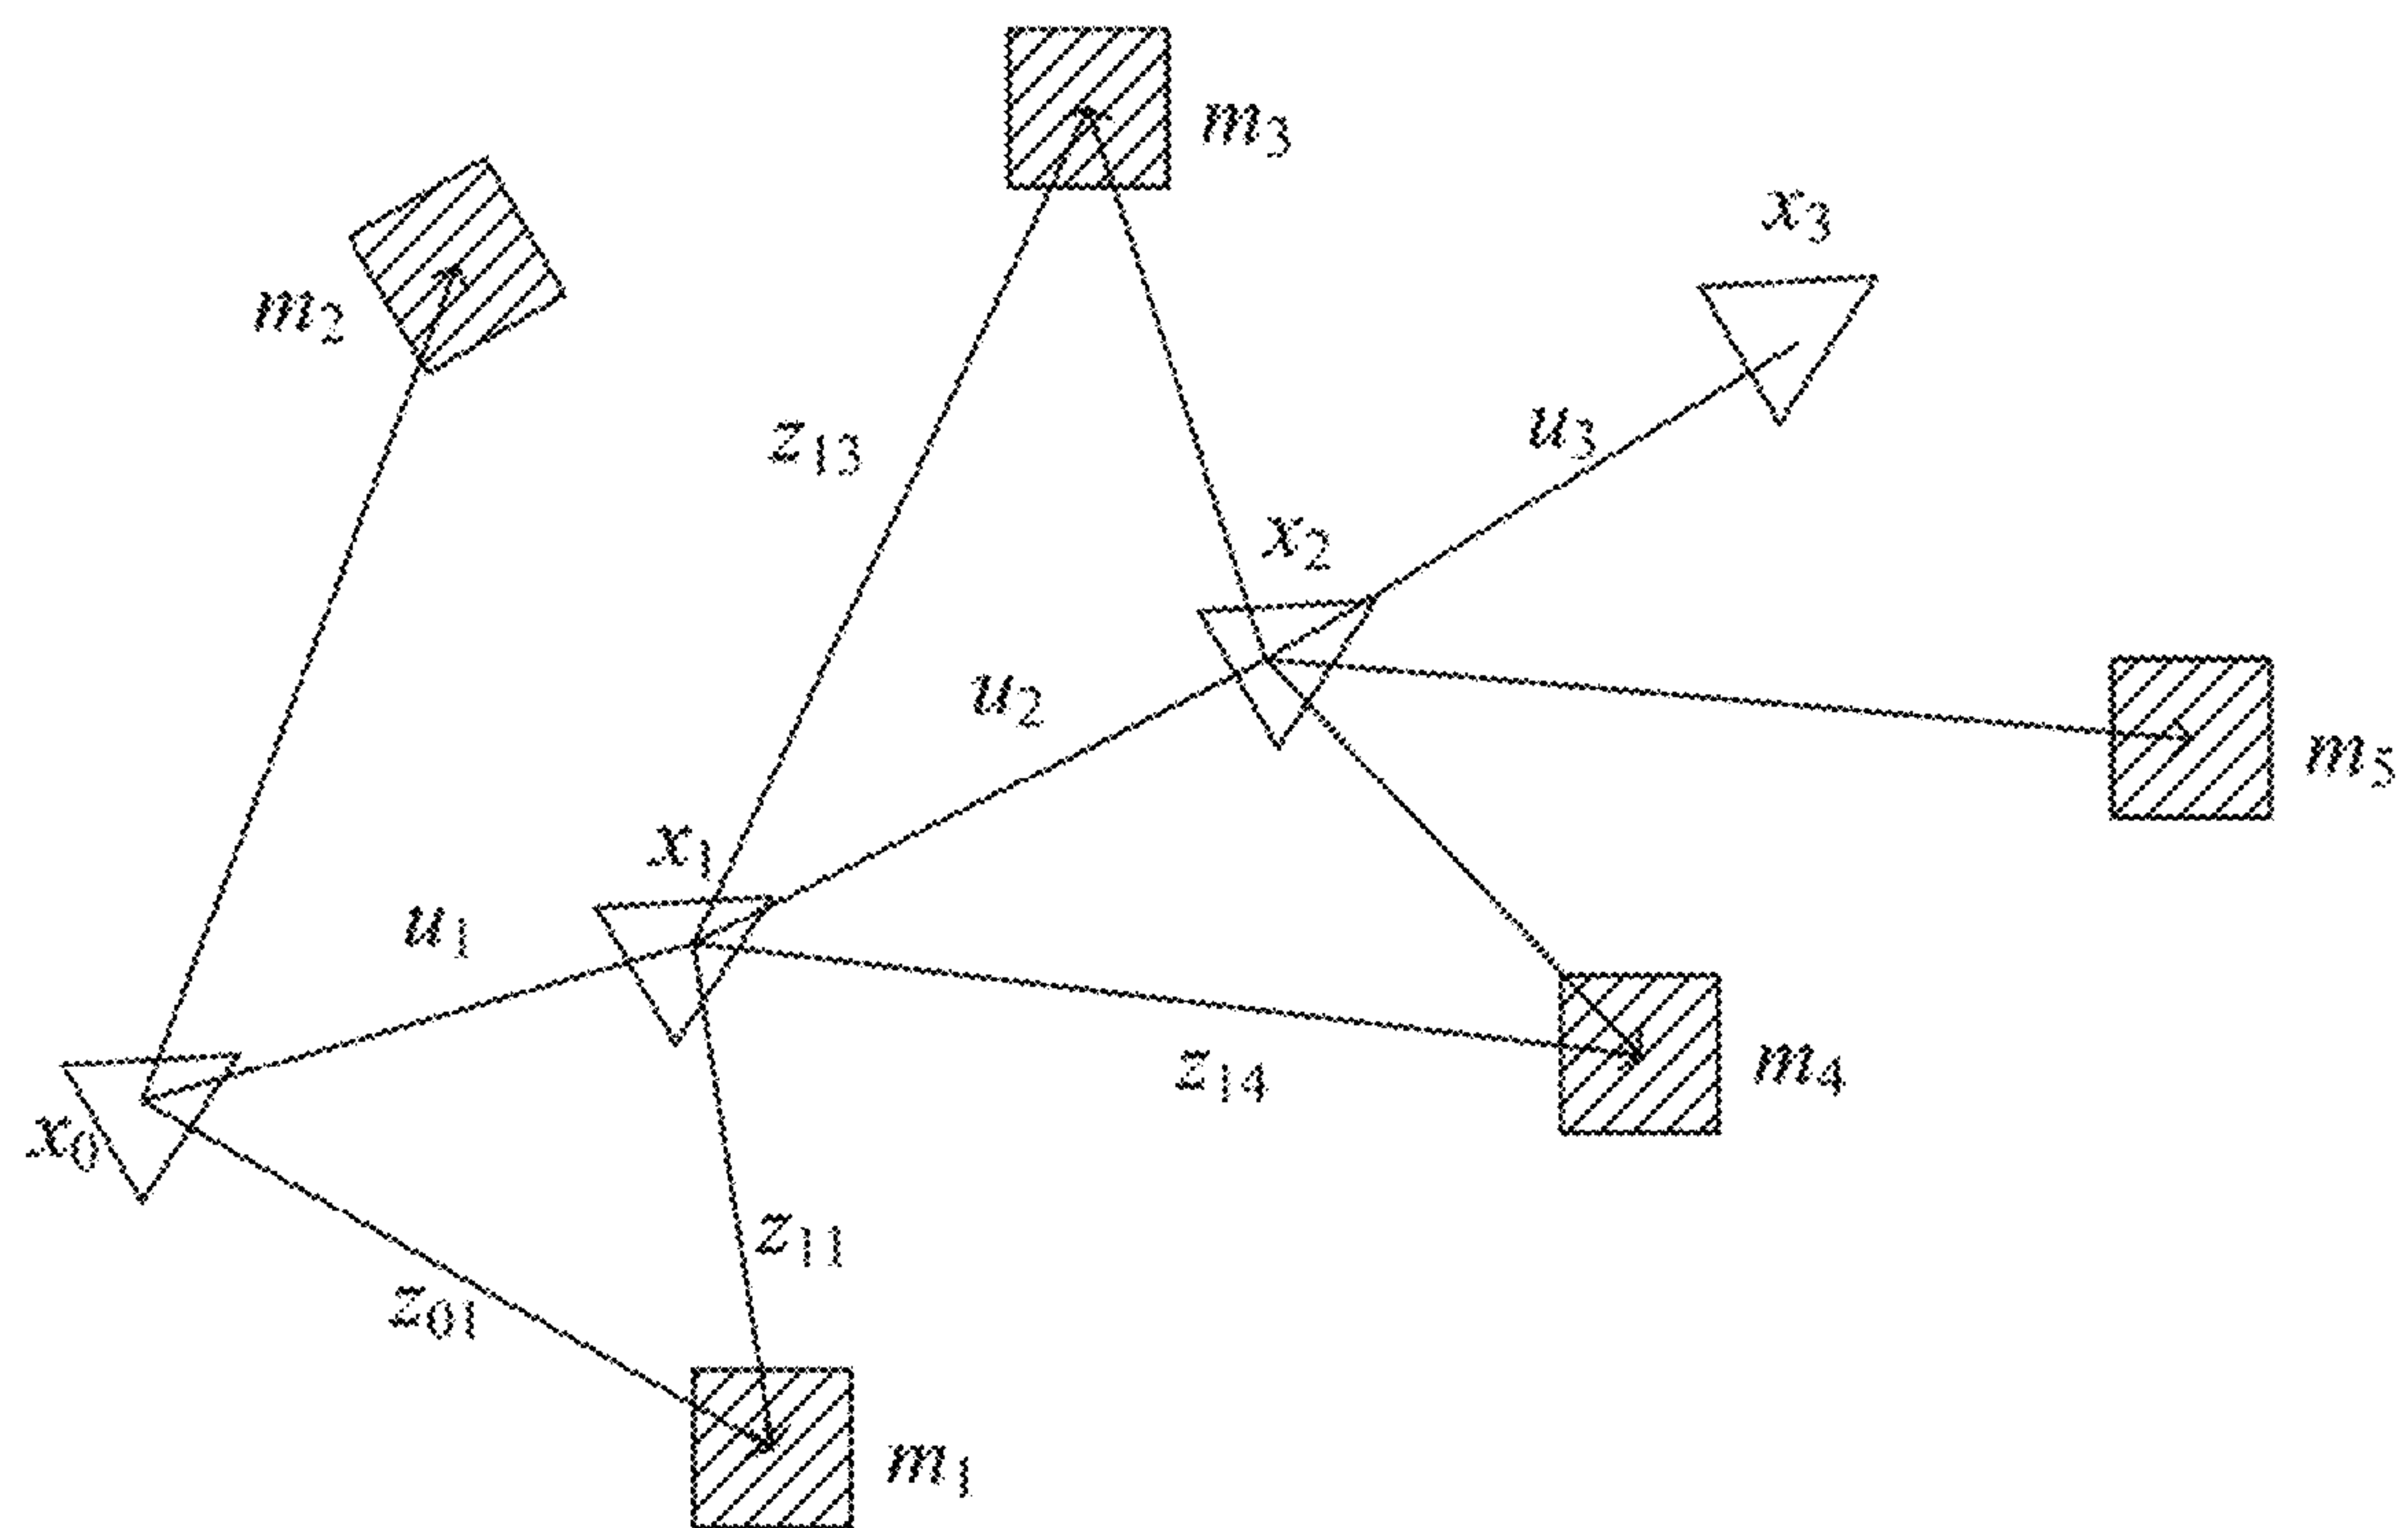 m₃
x₃
m₂
z₁₃
u₃
x₂
u₂
m₅
x₁
u₁
m₄
z₁₄
x₀
z₁₁
z₀₁
m₁